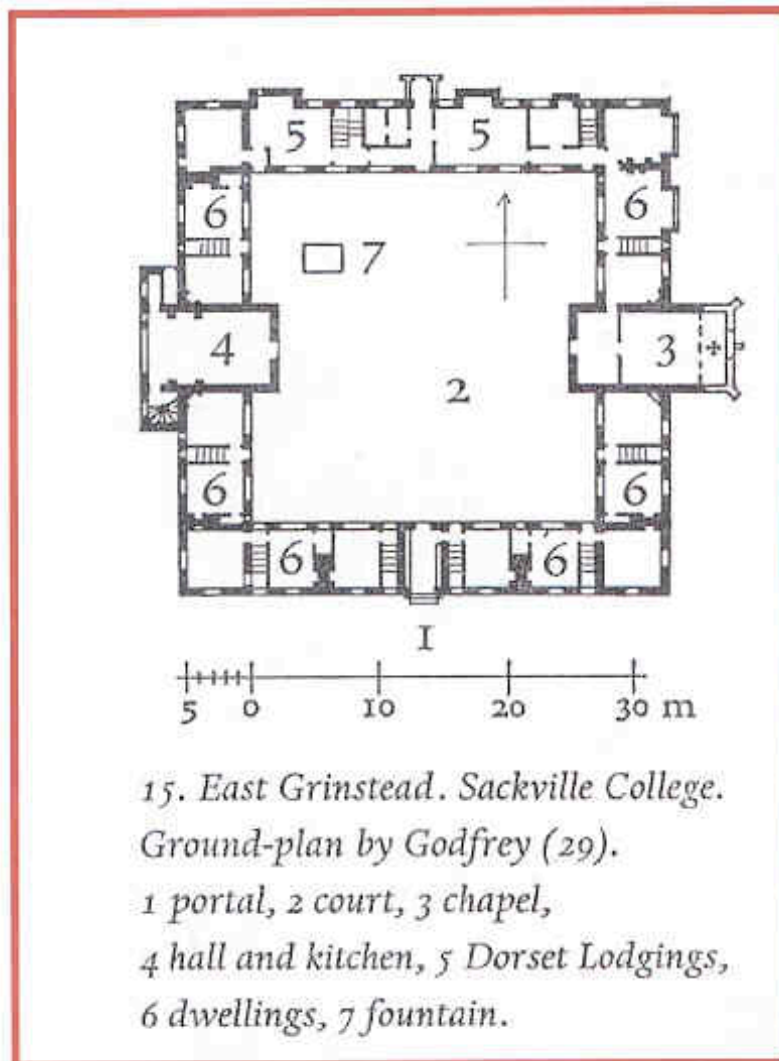 5 5
6 6
7
4 3
2
6 6
6 6
1
5 0 10 20 30 m
15. East Grinstead. Sackville College.
Ground-plan by Godfrey (29).
1 portal, 2 court, 3 chapel,
4 hall and kitchen, 5 Dorset Lodgings,
6 dwellings, 7 fountain.